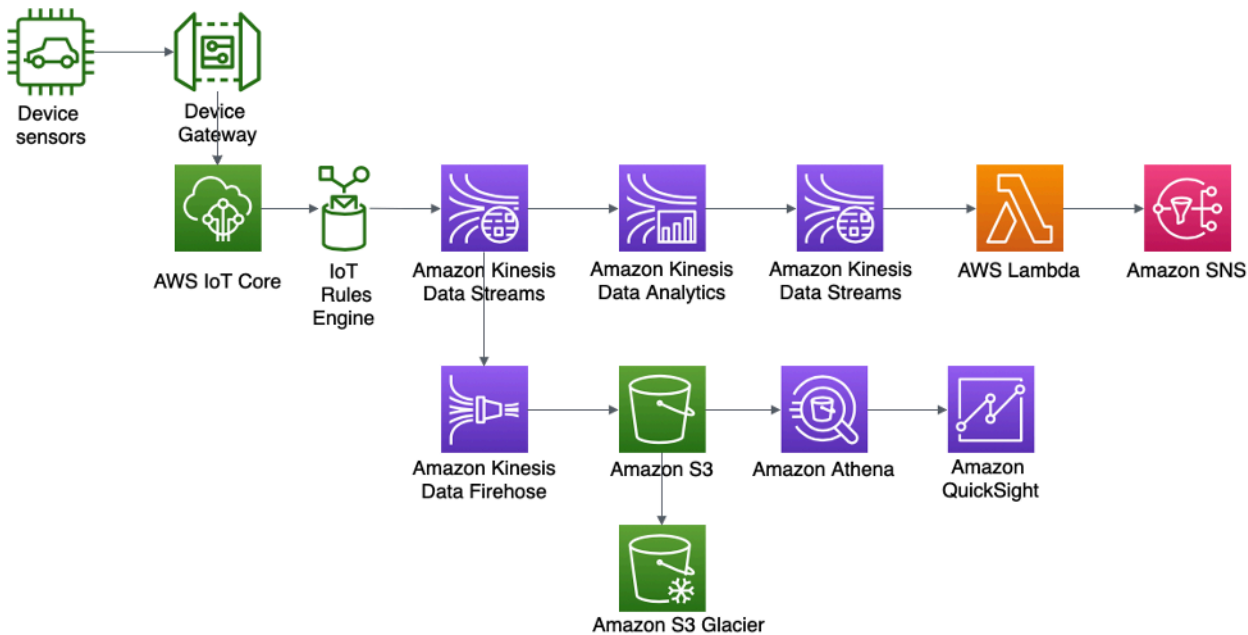 Device
sensors
Device
Gateway
AWS IoT Core
IoT
Rules
Engine
Amazon Kinesis
Data Streams
Amazon Kinesis
Data Analytics
Amazon Kinesis
Data Streams
AWS Lambda
Amazon SNS
Amazon Kinesis
Data Firehose
Amazon S3
Amazon Athena
Amazon
QuickSight
Amazon S3 Glacier